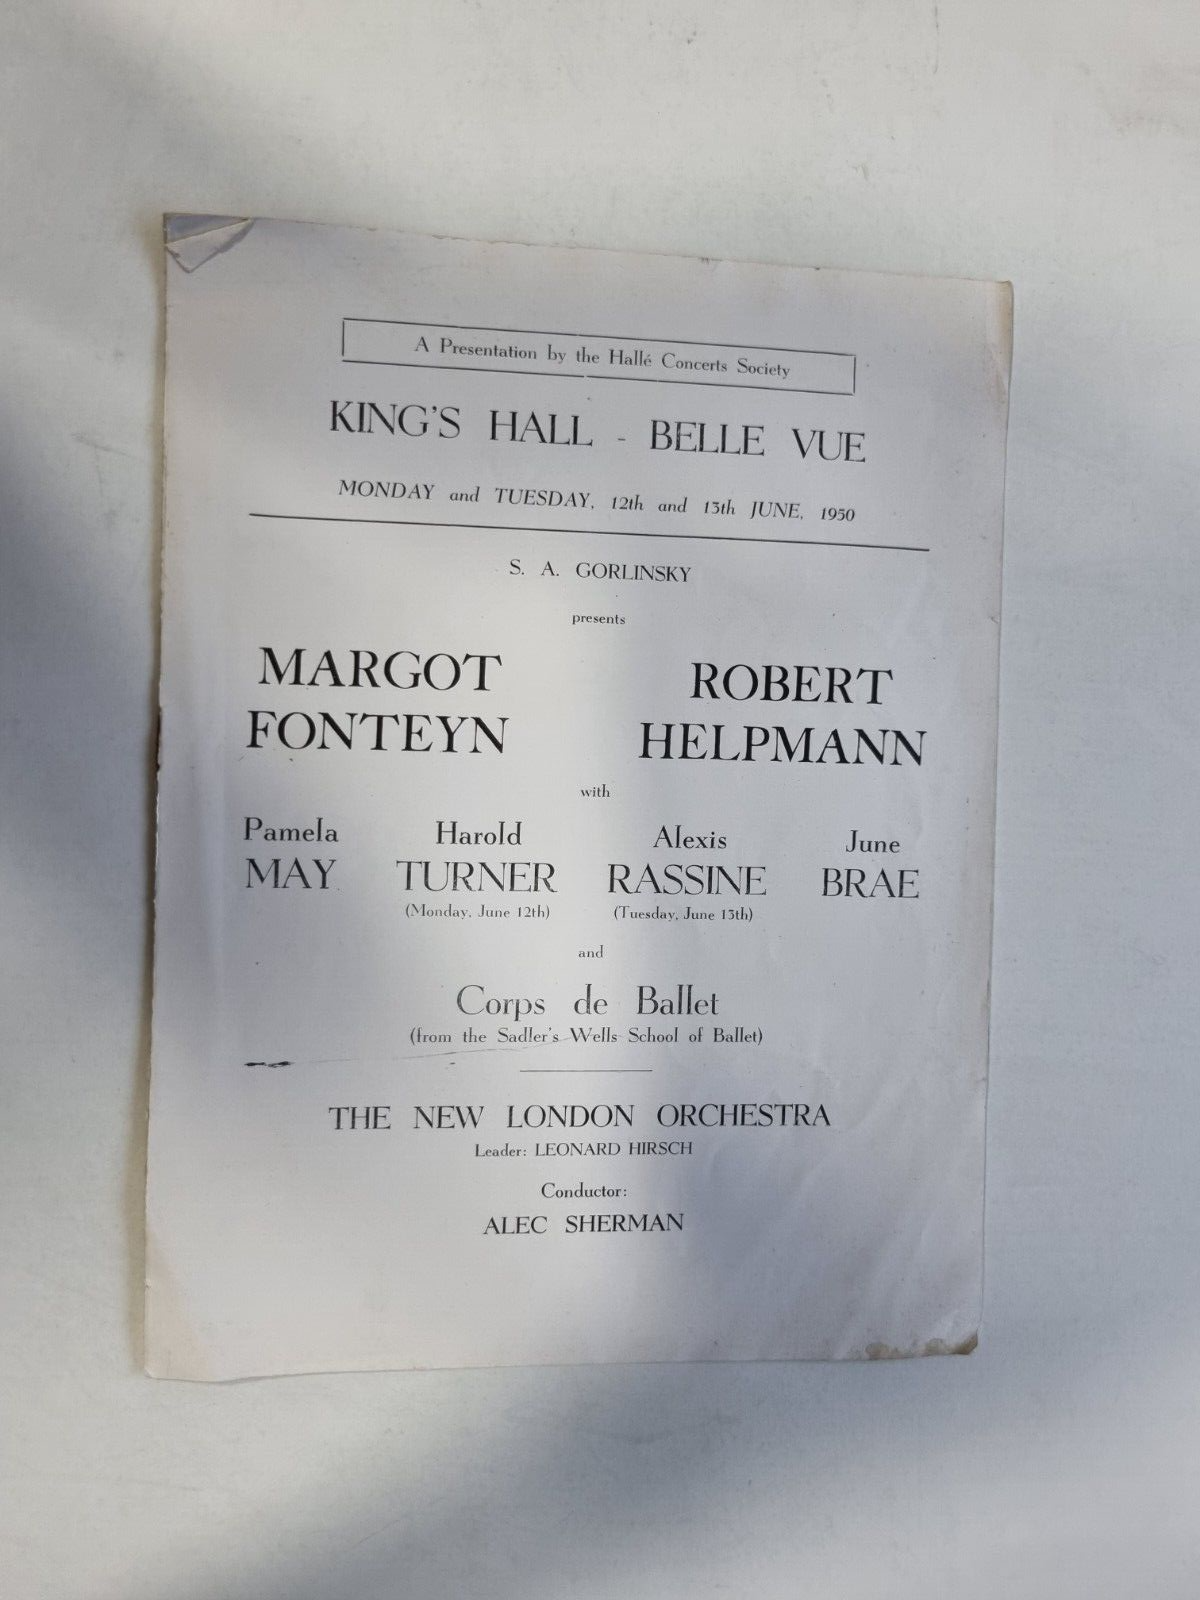 A Presentation by the Hallé Concerts Society
KING'S HALL - BELLE VUE
MONDAY and TUESDAY, 12th and 13th JUNE, 1950
S. A. GORLINSKY
presents
MARGOT FONTEYN
ROBERT HELPMANN
with
Pamela MAY
Harold TURNER
(Monday, June 12th)
Alexis RASSINE
(Tuesday, June 13th)
June BRAE
and
Corps de Ballet
(from the Sadler's Wells School of Ballet)
THE NEW LONDON ORCHESTRA
Leader: LEONARD HIRSCH
Conductor:
ALEC SHERMAN